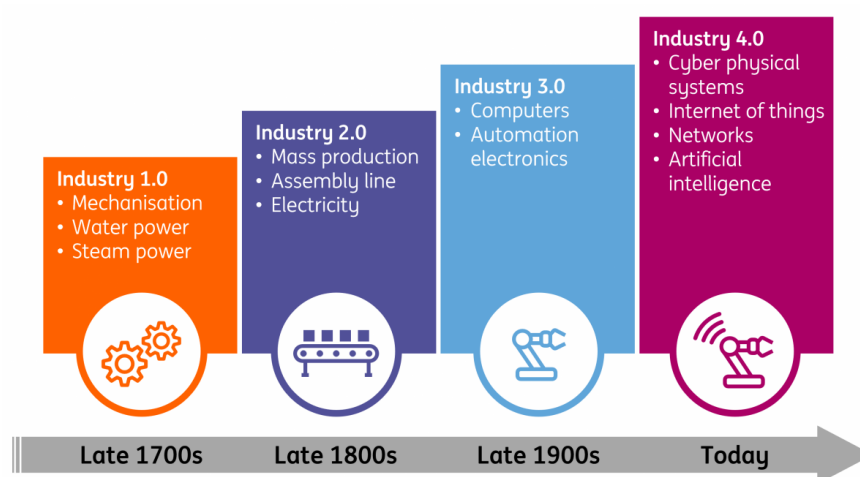 Industry 1.0
• Mechanisation
• Water power
• Steam power
Industry 2.0
• Mass production
• Assembly line
• Electricity
Industry 3.0
• Computers
• Automation
electronics
Industry 4.0
• Cyber physical
systems
• Internet of things
• Networks
• Artificial
intelligence
Late 1700s
Late 1800s
Late 1900s
Today